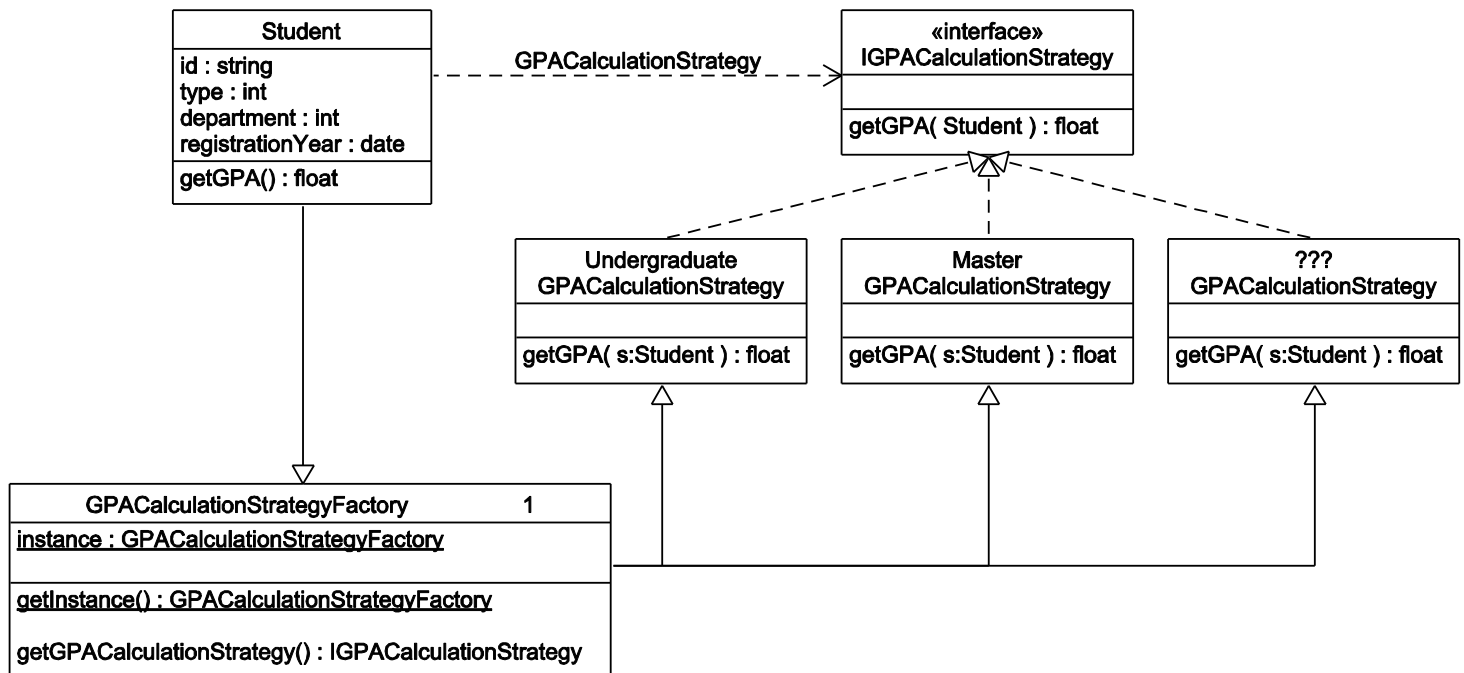 Student
id : string
type : int
department : int
registrationYear : date
getGPA() : float
GPACalculationStrategy
«interface»
IGPACalculationStrategy
getGPA( Student ) : float
Undergraduate
GPACalculationStrategy
getGPA( s:Student ) : float
Master
GPACalculationStrategy
getGPA( s:Student ) : float
???
GPACalculationStrategy
getGPA( s:Student ) : float
GPACalculationStrategyFactory 1
instance : GPACalculationStrategyFactory
getInstance() : GPACalculationStrategyFactory
getGPACalculationStrategy() : IGPACalculationStrategy